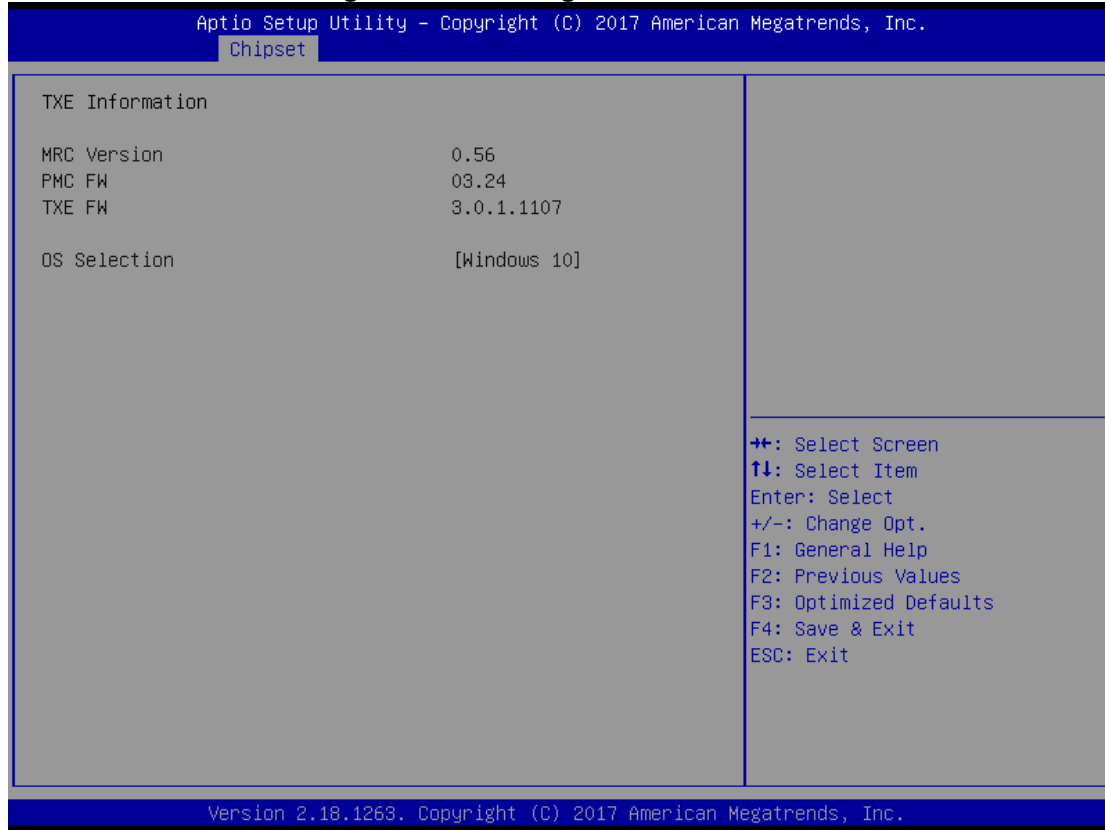 Aptio Setup Utility – Copyright (C) 2017 American Megatrends, Inc.
Chipset
TXE Information
MRC Version 0.56
PMC FW 03.24
TXE FW 3.0.1.1107
OS Selection [Windows 10]
→←: Select Screen
↑↓: Select Item
Enter: Select
+/-: Change Opt.
F1: General Help
F2: Previous Values
F3: Optimized Defaults
F4: Save & Exit
ESC: Exit
Version 2.18.1263. Copyright (C) 2017 American Megatrends, Inc.